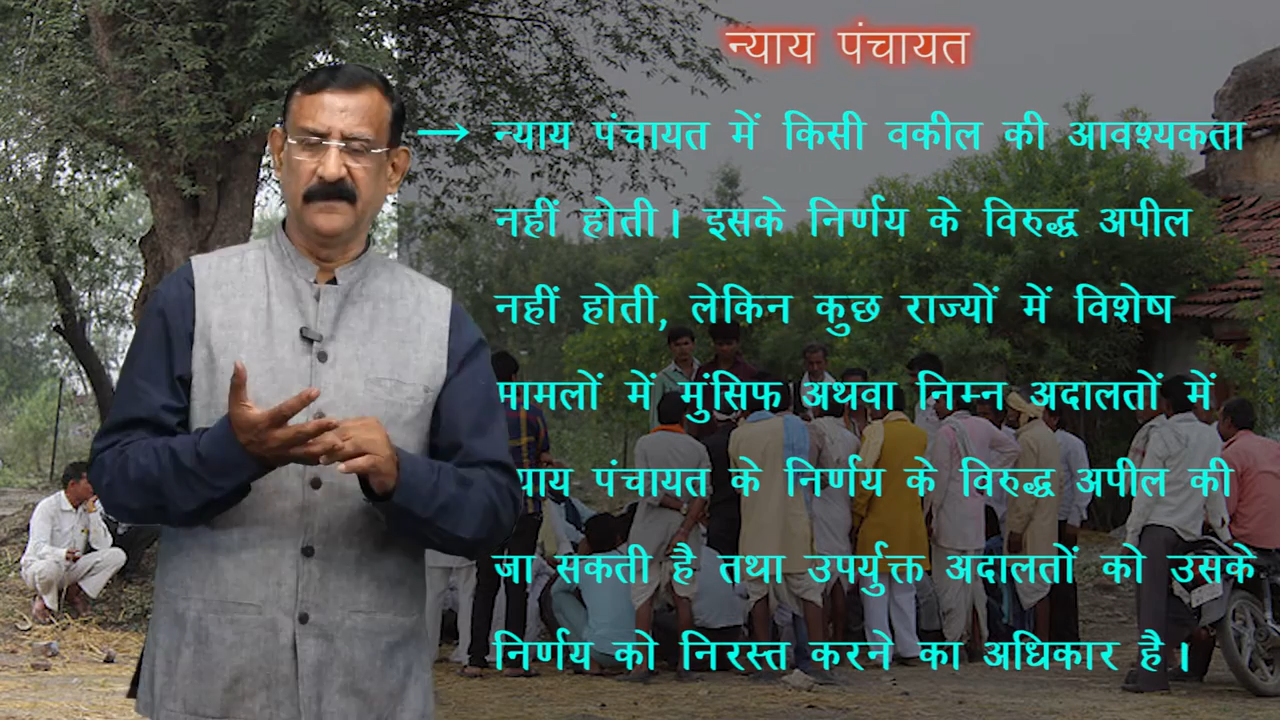 न्याय पंचायत
→ न्याय पंचायत में किसी वकील की आवश्यकता
नहीं होती। इसके निर्णय के विरुद्ध अपील
नहीं होती, लेकिन कुछ राज्यों में विशेष
मामलों में मुंसिफ अथवा निम्न अदालतों में
न्याय पंचायत के निर्णय के विरुद्ध अपील की
जा सकती है तथा उपर्युक्त अदालतों को उसके
निर्णय को निरस्त करने का अधिकार है।